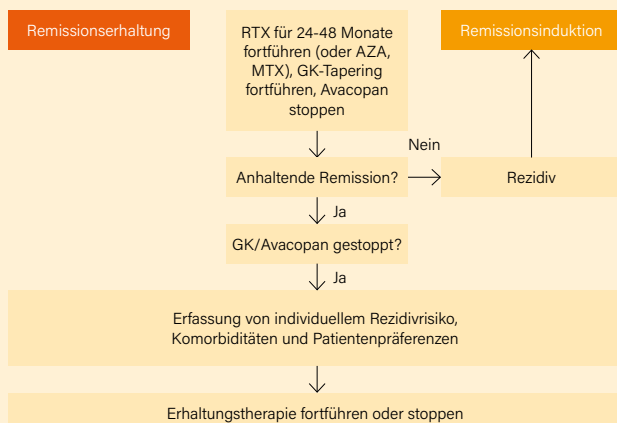 Remissionserhaltung
RTX für 24-48 Monate
fortführen (oder AZA,
MTX), GK-Tapering
fortführen, Avacopan
stoppen
Remissionsinduktion
Nein
Anhaltende Remission?
Rezidiv
Ja
GK/Avacopan gestoppt?
Ja
Erfassung von individuellem Rezidivrisiko,
Komorbiditäten und Patientenpräferenzen
Erhaltungstherapie fortführen oder stoppen